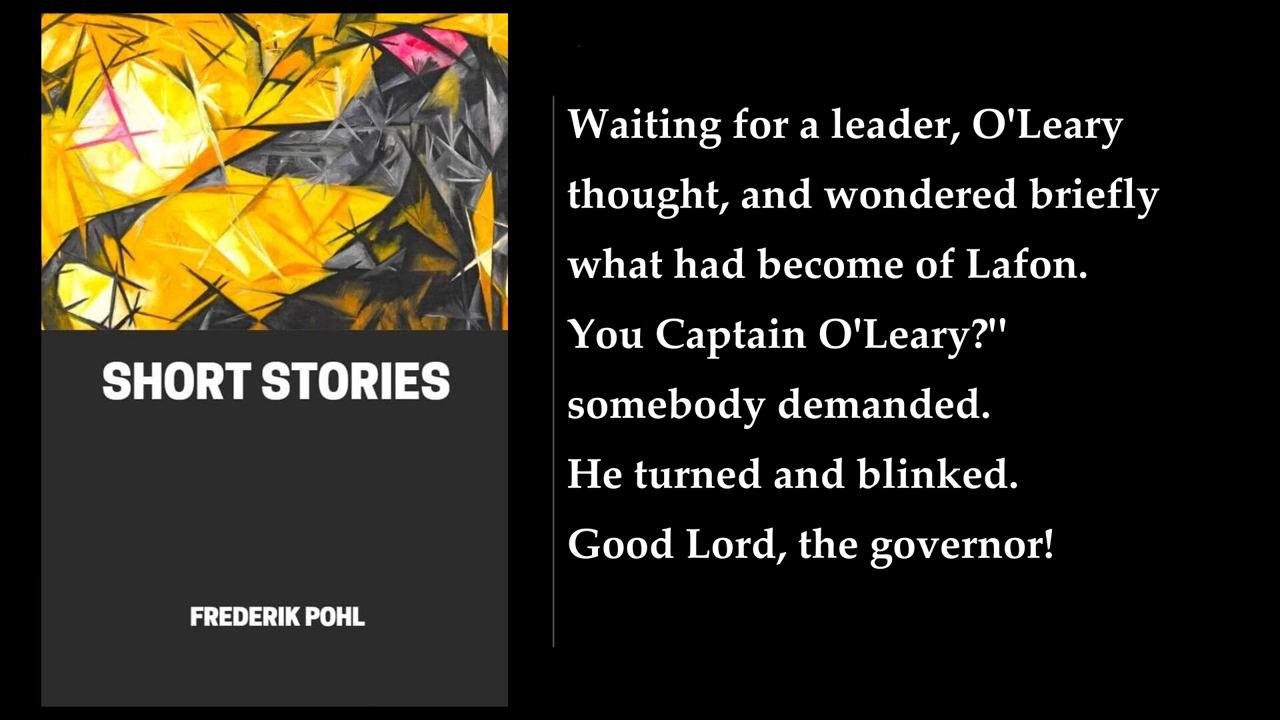 SHORT STORIES
FREDERIK POHL
Waiting for a leader, O'Leary
thought, and wondered briefly
what had become of Lafon.
You Captain O'Leary?"
somebody demanded.
He turned and blinked.
Good Lord, the governor!